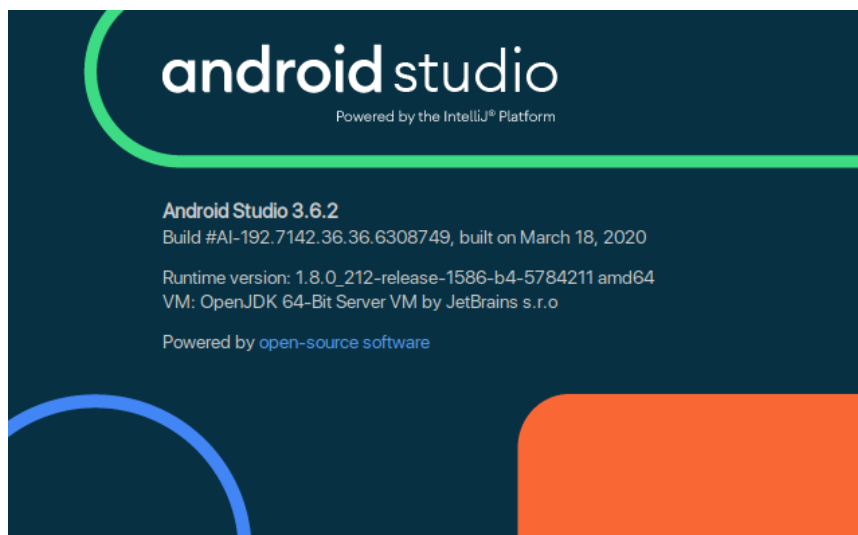 android studio
Powered by the IntelliJ® Platform
Android Studio 3.6.2
Build #AI-192.7142.36.36.6308749, built on March 18, 2020
Runtime version: 1.8.0_212-release-1586-b4-5784211 amd64
VM: OpenJDK 64-Bit Server VM by JetBrains s.r.o
Powered by open-source software